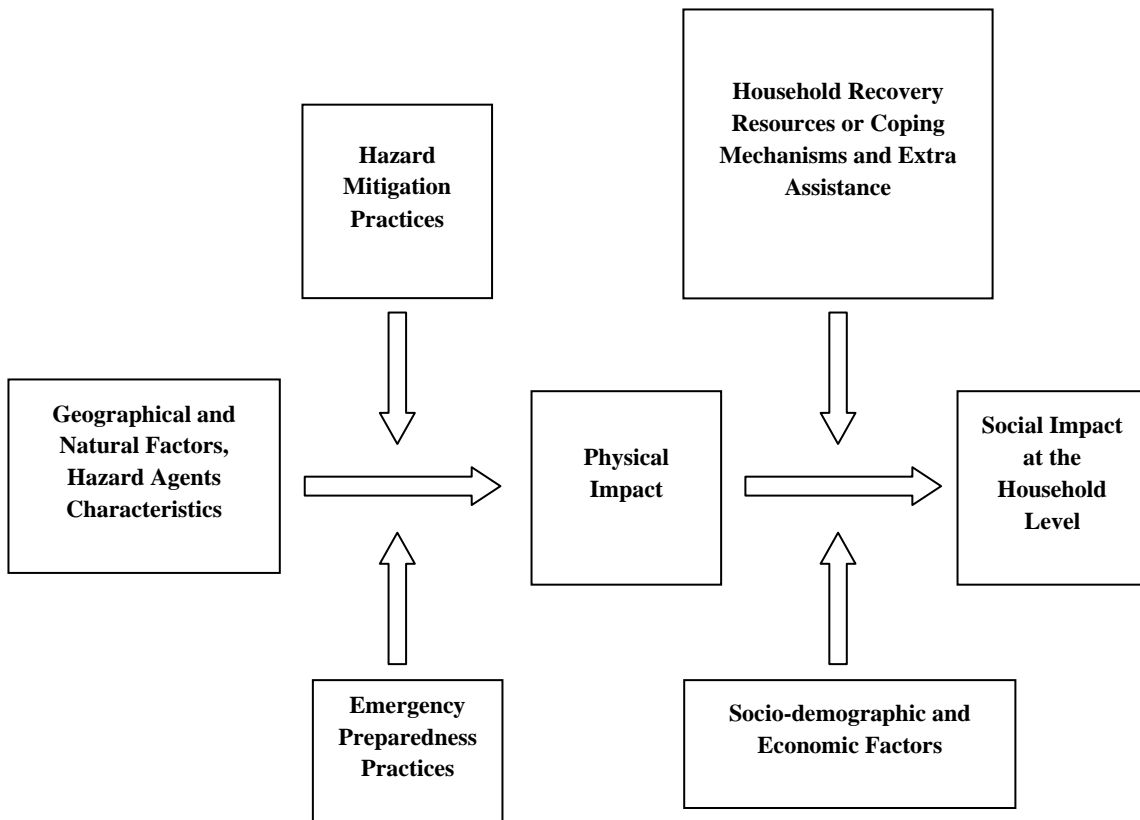 Household Recovery
Resources or Coping
Mechanisms and Extra
Assistance
Hazard
Mitigation
Practices
Geographical and
Natural Factors,
Hazard Agents
Characteristics
Physical
Impact
Social Impact
at the
Household
Level
Emergency
Preparedness
Practices
Socio-demographic and
Economic Factors